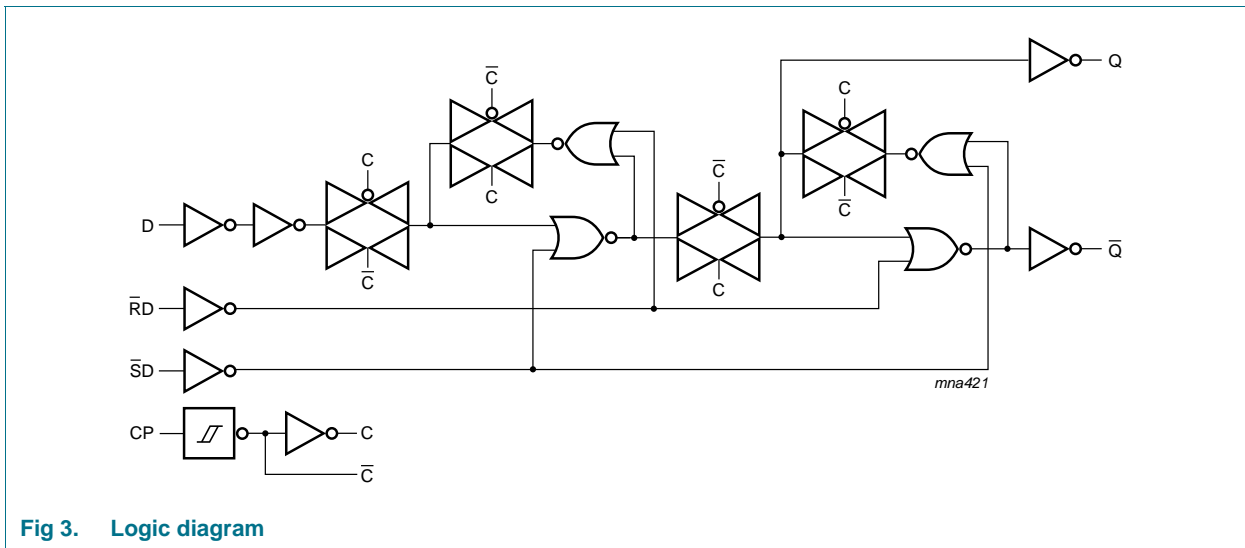 Q
C̅
C
C
C
C̅
C̅
D
Q̅
C̅
C
R̅D
S̅D
mna421
CP
C
C̅
Fig 3. Logic diagram